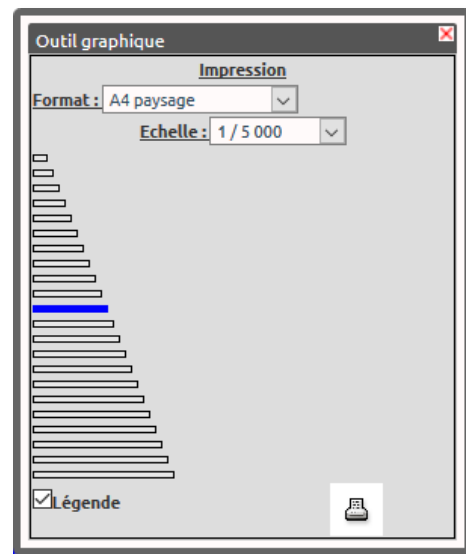 Outil graphique
Impression
Format : A4 paysage
Echelle : 1 / 5 000
Légende